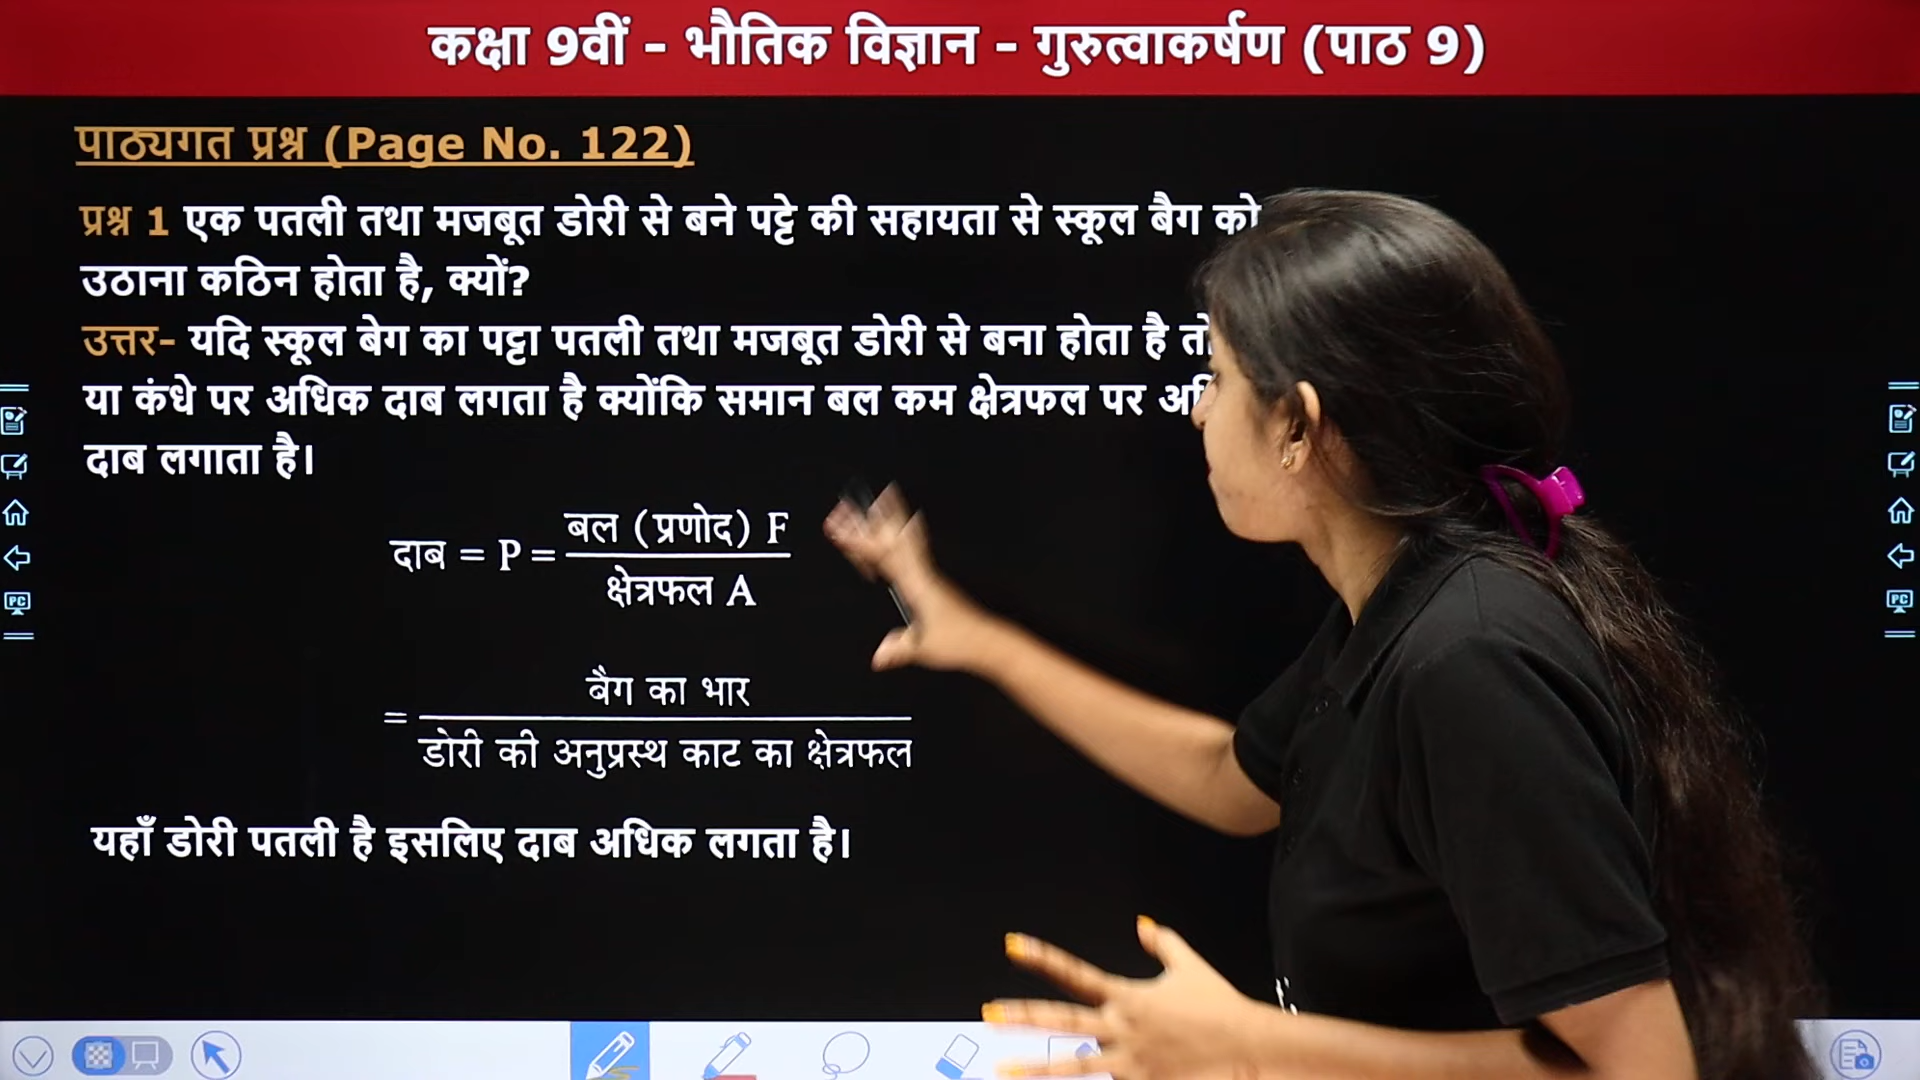 कक्षा 9वीं - भौतिक विज्ञान - गुरुत्वाकर्षण (पाठ 9)
पाठ्यगत प्रश्न (Page No. 122)
प्रश्न 1 एक पतली तथा मजबूत डोरी से बने पट्टे की सहायता से स्कूल बैग को
उठाना कठिन होता है, क्यों?
उत्तर- यदि स्कूल बेग का पट्टा पतली तथा मजबूत डोरी से बना होता है तो
या कंधे पर अधिक दाब लगता है क्योंकि समान बल कम क्षेत्रफल पर
दाब लगाता है।
बल (प्रणोद) F
दाब = P =
क्षेत्रफल A
बैग का भार
=
डोरी की अनुप्रस्थ काट का क्षेत्रफल
यहाँ डोरी पतली है इसलिए दाब अधिक लगता है।
PC
PC